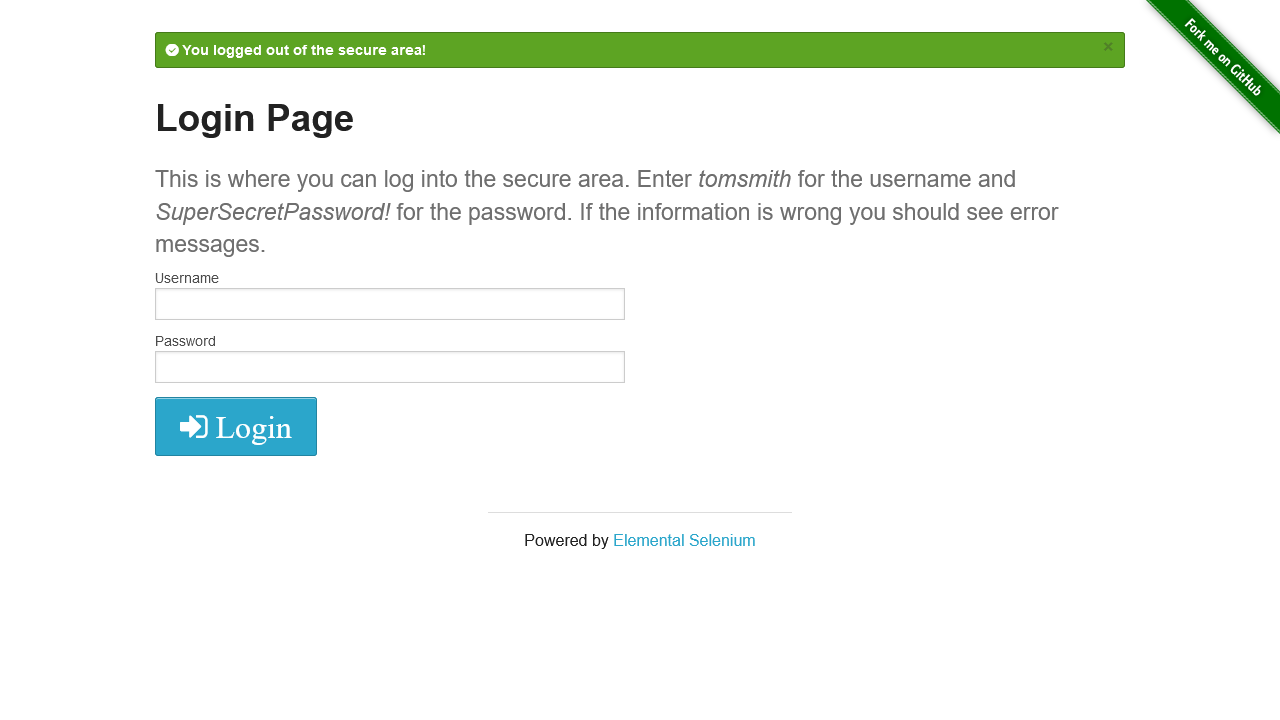 You logged out of the secure area!
×
Fork me on GitHub
Login Page
This is where you can log into the secure area. Enter tomsmith for the username and
SuperSecretPassword! for the password. If the information is wrong you should see error
messages.
Username
Password
Login
Powered by Elemental Selenium